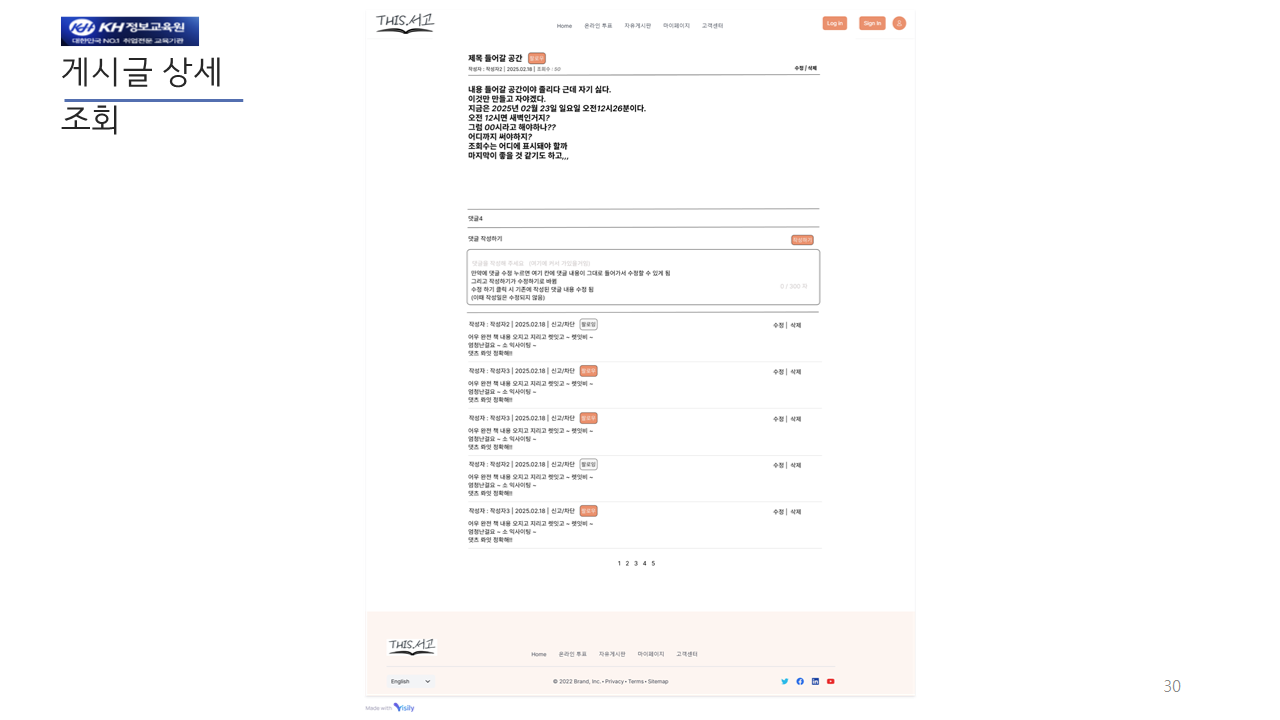 KH 정보교육원
대한민국 NO.1 취업전문 교육기관
게시글 상세
조회
THIS.서고
Home 온라인 투표 자유게시판 마이페이지 고객센터
Log in Sign in
제목 들어갈 공간 팔로우
작성자 : 작성자2 | 2025.02.18 | 조회수 : 50
수정 / 삭제
내용 들어갈 공간이야 졸리다 근데 자기 싫다.
이것만 만들고 자야겠다.
지금은 2025년 02월 23일 일요일 오전12시26분이다.
오전 12시면 새벽인거지?
그럼 00시라고 해야하나??
어디까지 써야하지?
조회수는 어디에 표시돼야 할까
마지막이 좋을 것 같기도 하고,,,
댓글4
댓글 작성하기 작성하기
댓글을 작성해 주세요 (여기에 커서 가있을거임)
만약에 댓글 수정 누르면 여기 칸에 댓글 내용이 그대로 들어가서 수정할 수 있게 됨
그리고 작성하기가 수정하기로 바뀜
수정 하기 클릭 시 기존에 작성된 댓글 내용 수정 됨
(이때 작성일은 수정되지 않음)
0 / 300 자
작성자 : 작성자2 | 2025.02.18 | 신고/차단 팔로잉 수정 | 삭제
어우 완전 책 내용 오지고 지리고 렛잇고 ~ 렛잇비 ~
엄청난걸요 ~ 소 익사이팅 ~
댓츠 롸잇 정확해!!
작성자 : 작성자3 | 2025.02.18 | 신고/차단 팔로우 수정 | 삭제
어우 완전 책 내용 오지고 지리고 렛잇고 ~ 렛잇비 ~
엄청난걸요 ~ 소 익사이팅 ~
댓츠 롸잇 정확해!!
작성자 : 작성자3 | 2025.02.18 | 신고/차단 팔로우 수정 | 삭제
어우 완전 책 내용 오지고 지리고 렛잇고 ~ 렛잇비 ~
엄청난걸요 ~ 소 익사이팅 ~
댓츠 롸잇 정확해!!
작성자 : 작성자2 | 2025.02.18 | 신고/차단 팔로잉 수정 | 삭제
어우 완전 책 내용 오지고 지리고 렛잇고 ~ 렛잇비 ~
엄청난걸요 ~ 소 익사이팅 ~
댓츠 롸잇 정확해!!
작성자 : 작성자3 | 2025.02.18 | 신고/차단 팔로우 수정 | 삭제
어우 완전 책 내용 오지고 지리고 렛잇고 ~ 렛잇비 ~
엄청난걸요 ~ 소 익사이팅 ~
댓츠 롸잇 정확해!!
1 2 3 4 5
THIS.서고
Home 온라인 투표 자유게시판 마이페이지 고객센터
English
© 2022 Brand, Inc. • Privacy • Terms • Sitemap
Made with Visily
30